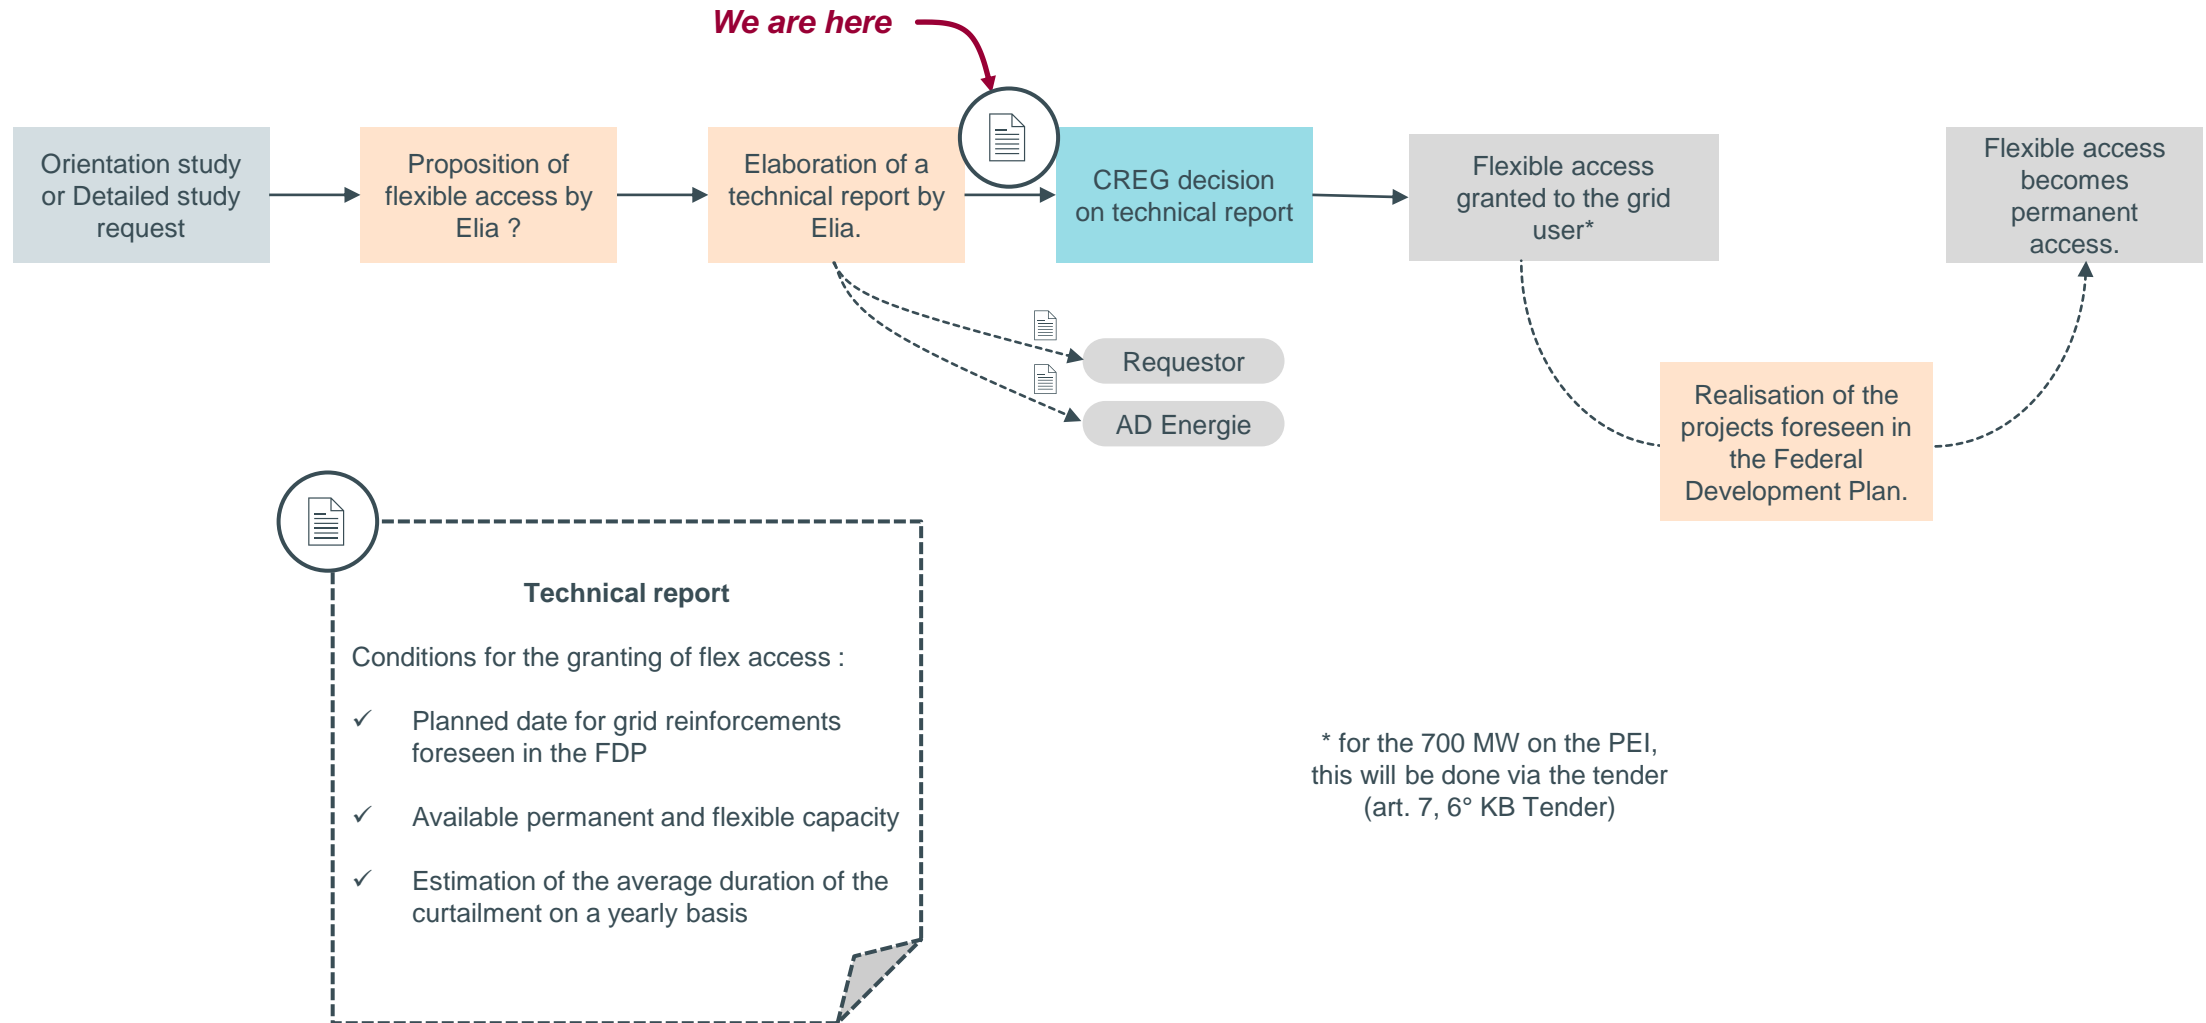 We are here
Orientation study
or Detailed study
request
Proposition of
flexible access by
Elia ?
Elaboration of a
technical report by
Elia.
CREG decision
on technical report
Flexible access
granted to the grid
user*
Flexible access
becomes
permanent
access.
Requestor
AD Energie
Realisation of the
projects foreseen in
the Federal
Development Plan.
Technical report
Conditions for the granting of flex access :
✓ Planned date for grid reinforcements
foreseen in the FDP
✓ Available permanent and flexible capacity
✓ Estimation of the average duration of the
curtailment on a yearly basis
* for the 700 MW on the PEI,
this will be done via the tender
(art. 7, 6° KB Tender)